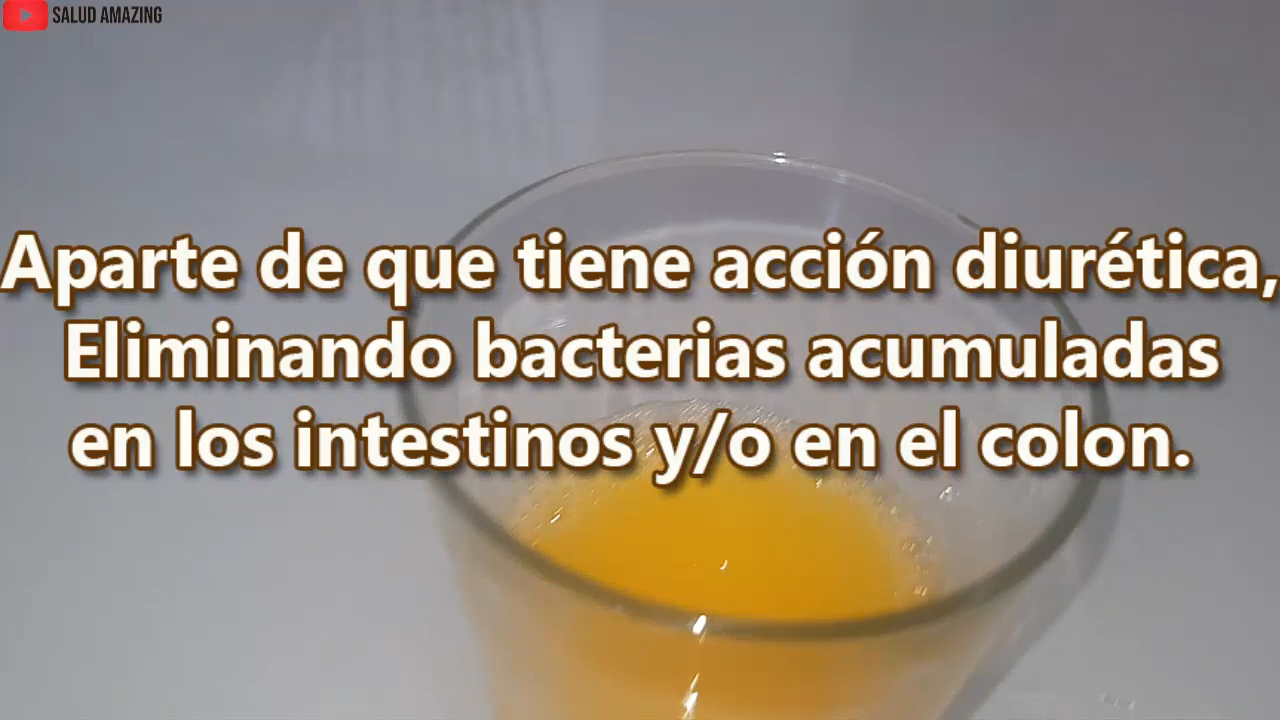 SALUD AMAZING
Aparte de que tiene acción diurética,
Eliminando bacterias acumuladas
en los intestinos y/o en el colon.